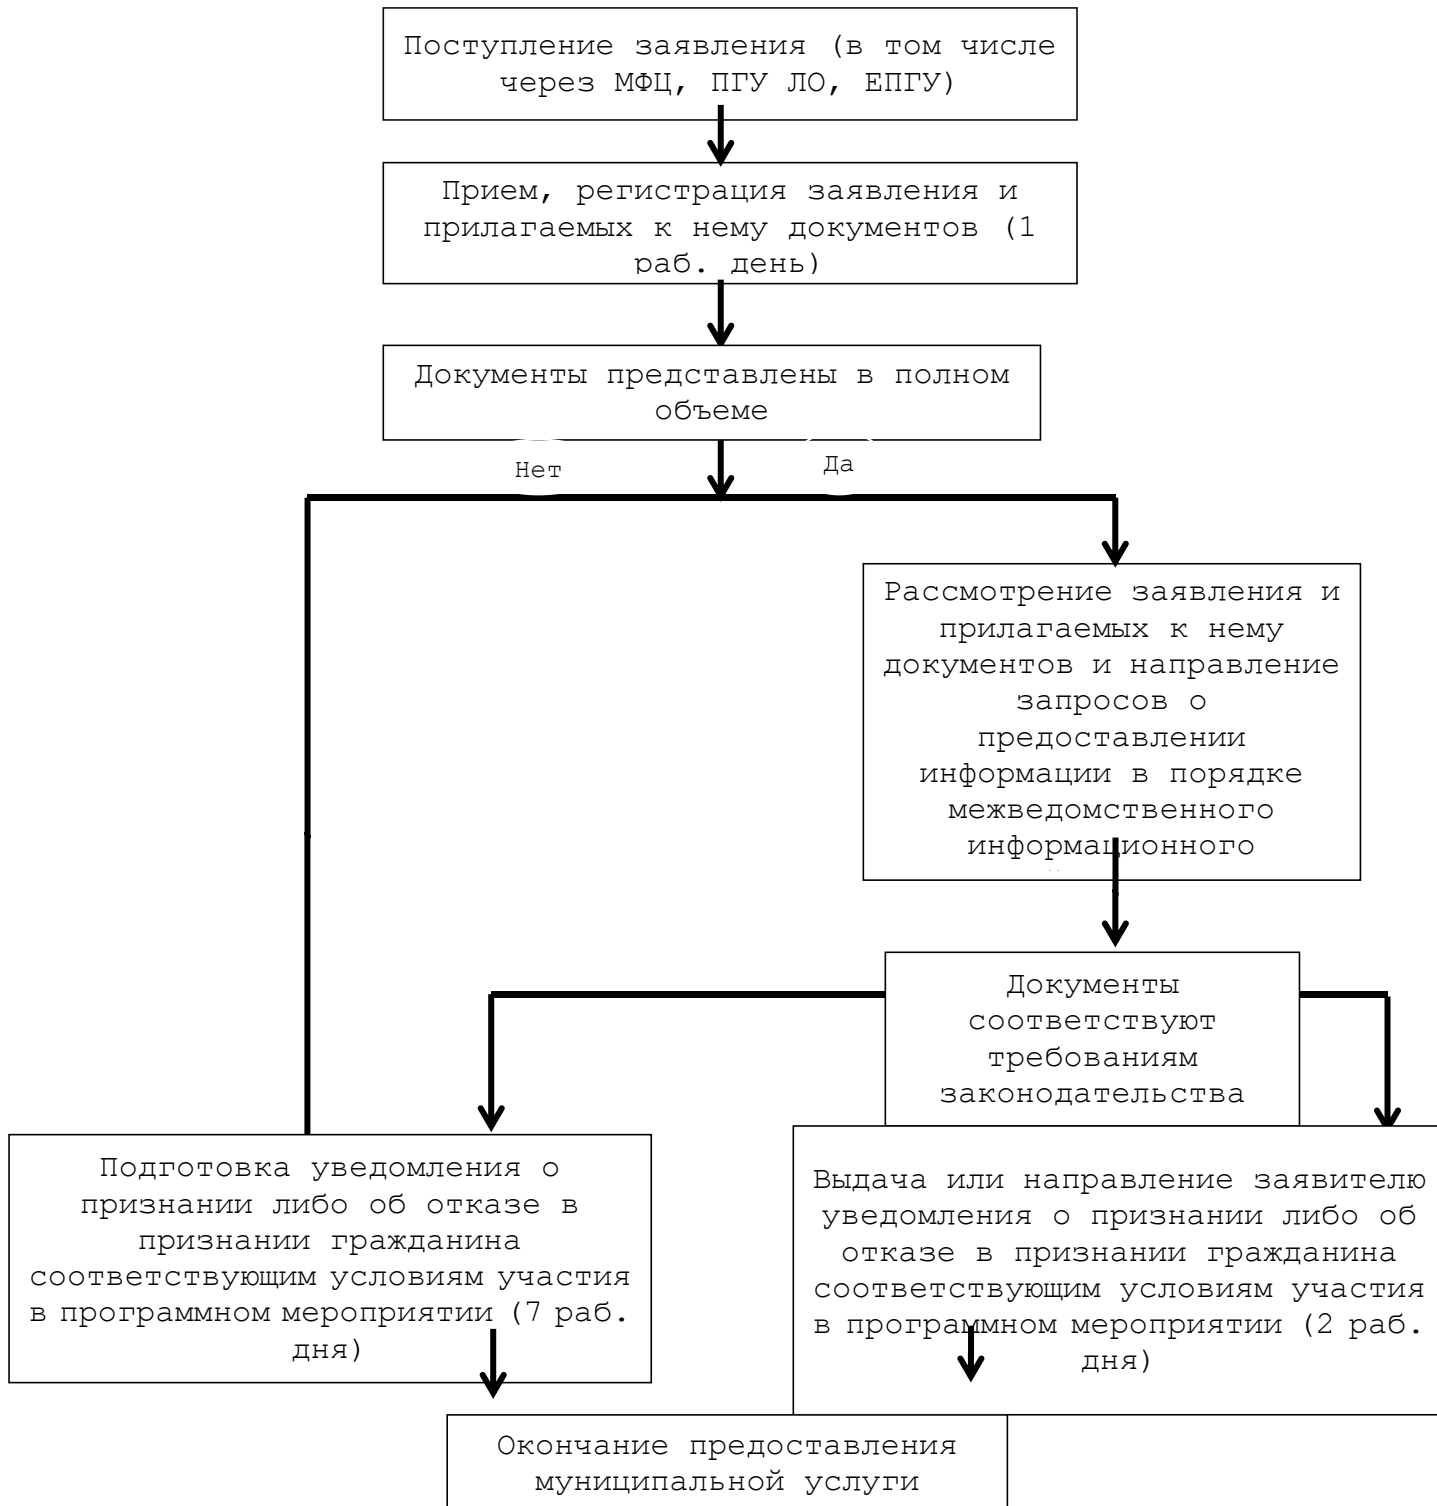 Поступление заявления (в том числе
через МФЦ, ПГУ ЛО, ЕПГУ)
Прием, регистрация заявления и
прилагаемых к нему документов (1
раб. день)
Документы представлены в полном
объеме
Нет
Да
Рассмотрение заявления и
прилагаемых к нему
документов и направление
запросов о
предоставлении
информации в порядке
межведомственного
информационного
Документы
соответствуют
требованиям
законодательства
Подготовка уведомления о
признании либо об отказе в
признании гражданина
соответствующим условиям участия
в программном мероприятии (7 раб.
дня)
Выдача или направление заявителю
уведомления о признании либо об
отказе в признании гражданина
соответствующим условиям участия
в программном мероприятии (2 раб.
дня)
Окончание предоставления
муниципальной услуги